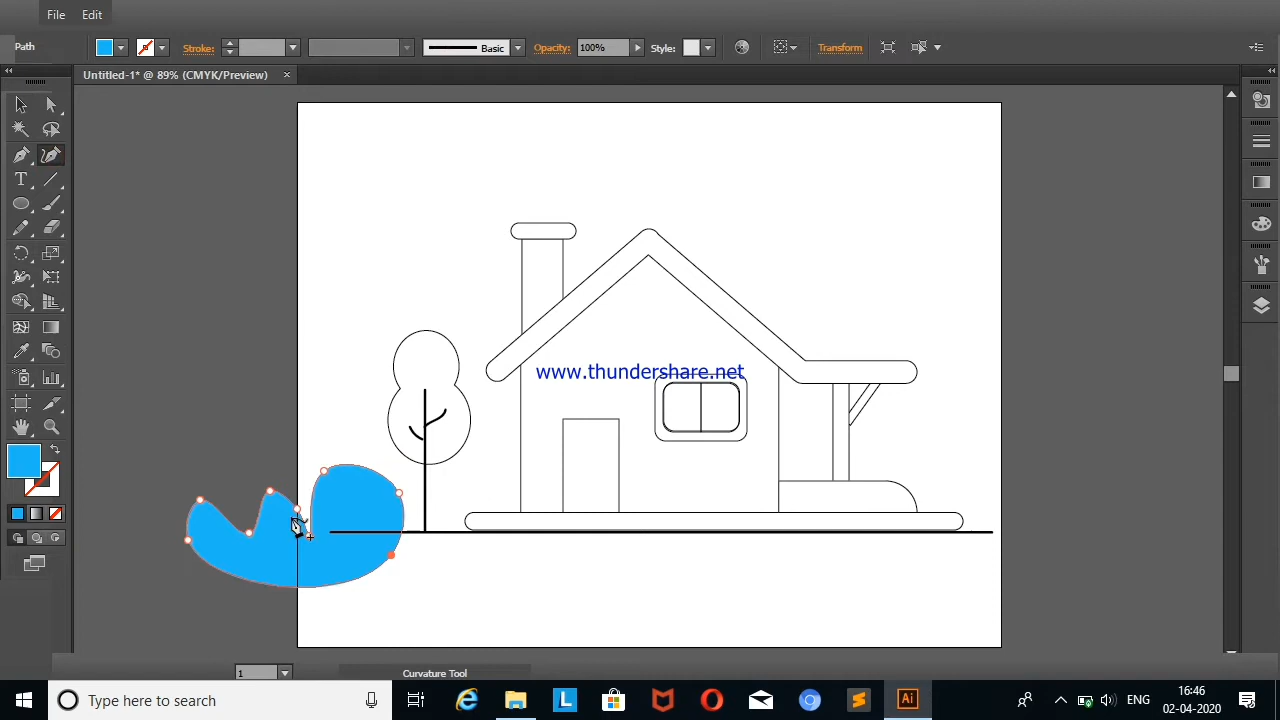 File Edit
Path Stroke: Basic Opacity: 100% Style: Transform
Untitled-1* @ 89% (CMYK/Preview) ×
www.thundershare.net
1 Curvature Tool
Type here to search
L
Ai
ENG
16:46
02-04-2020